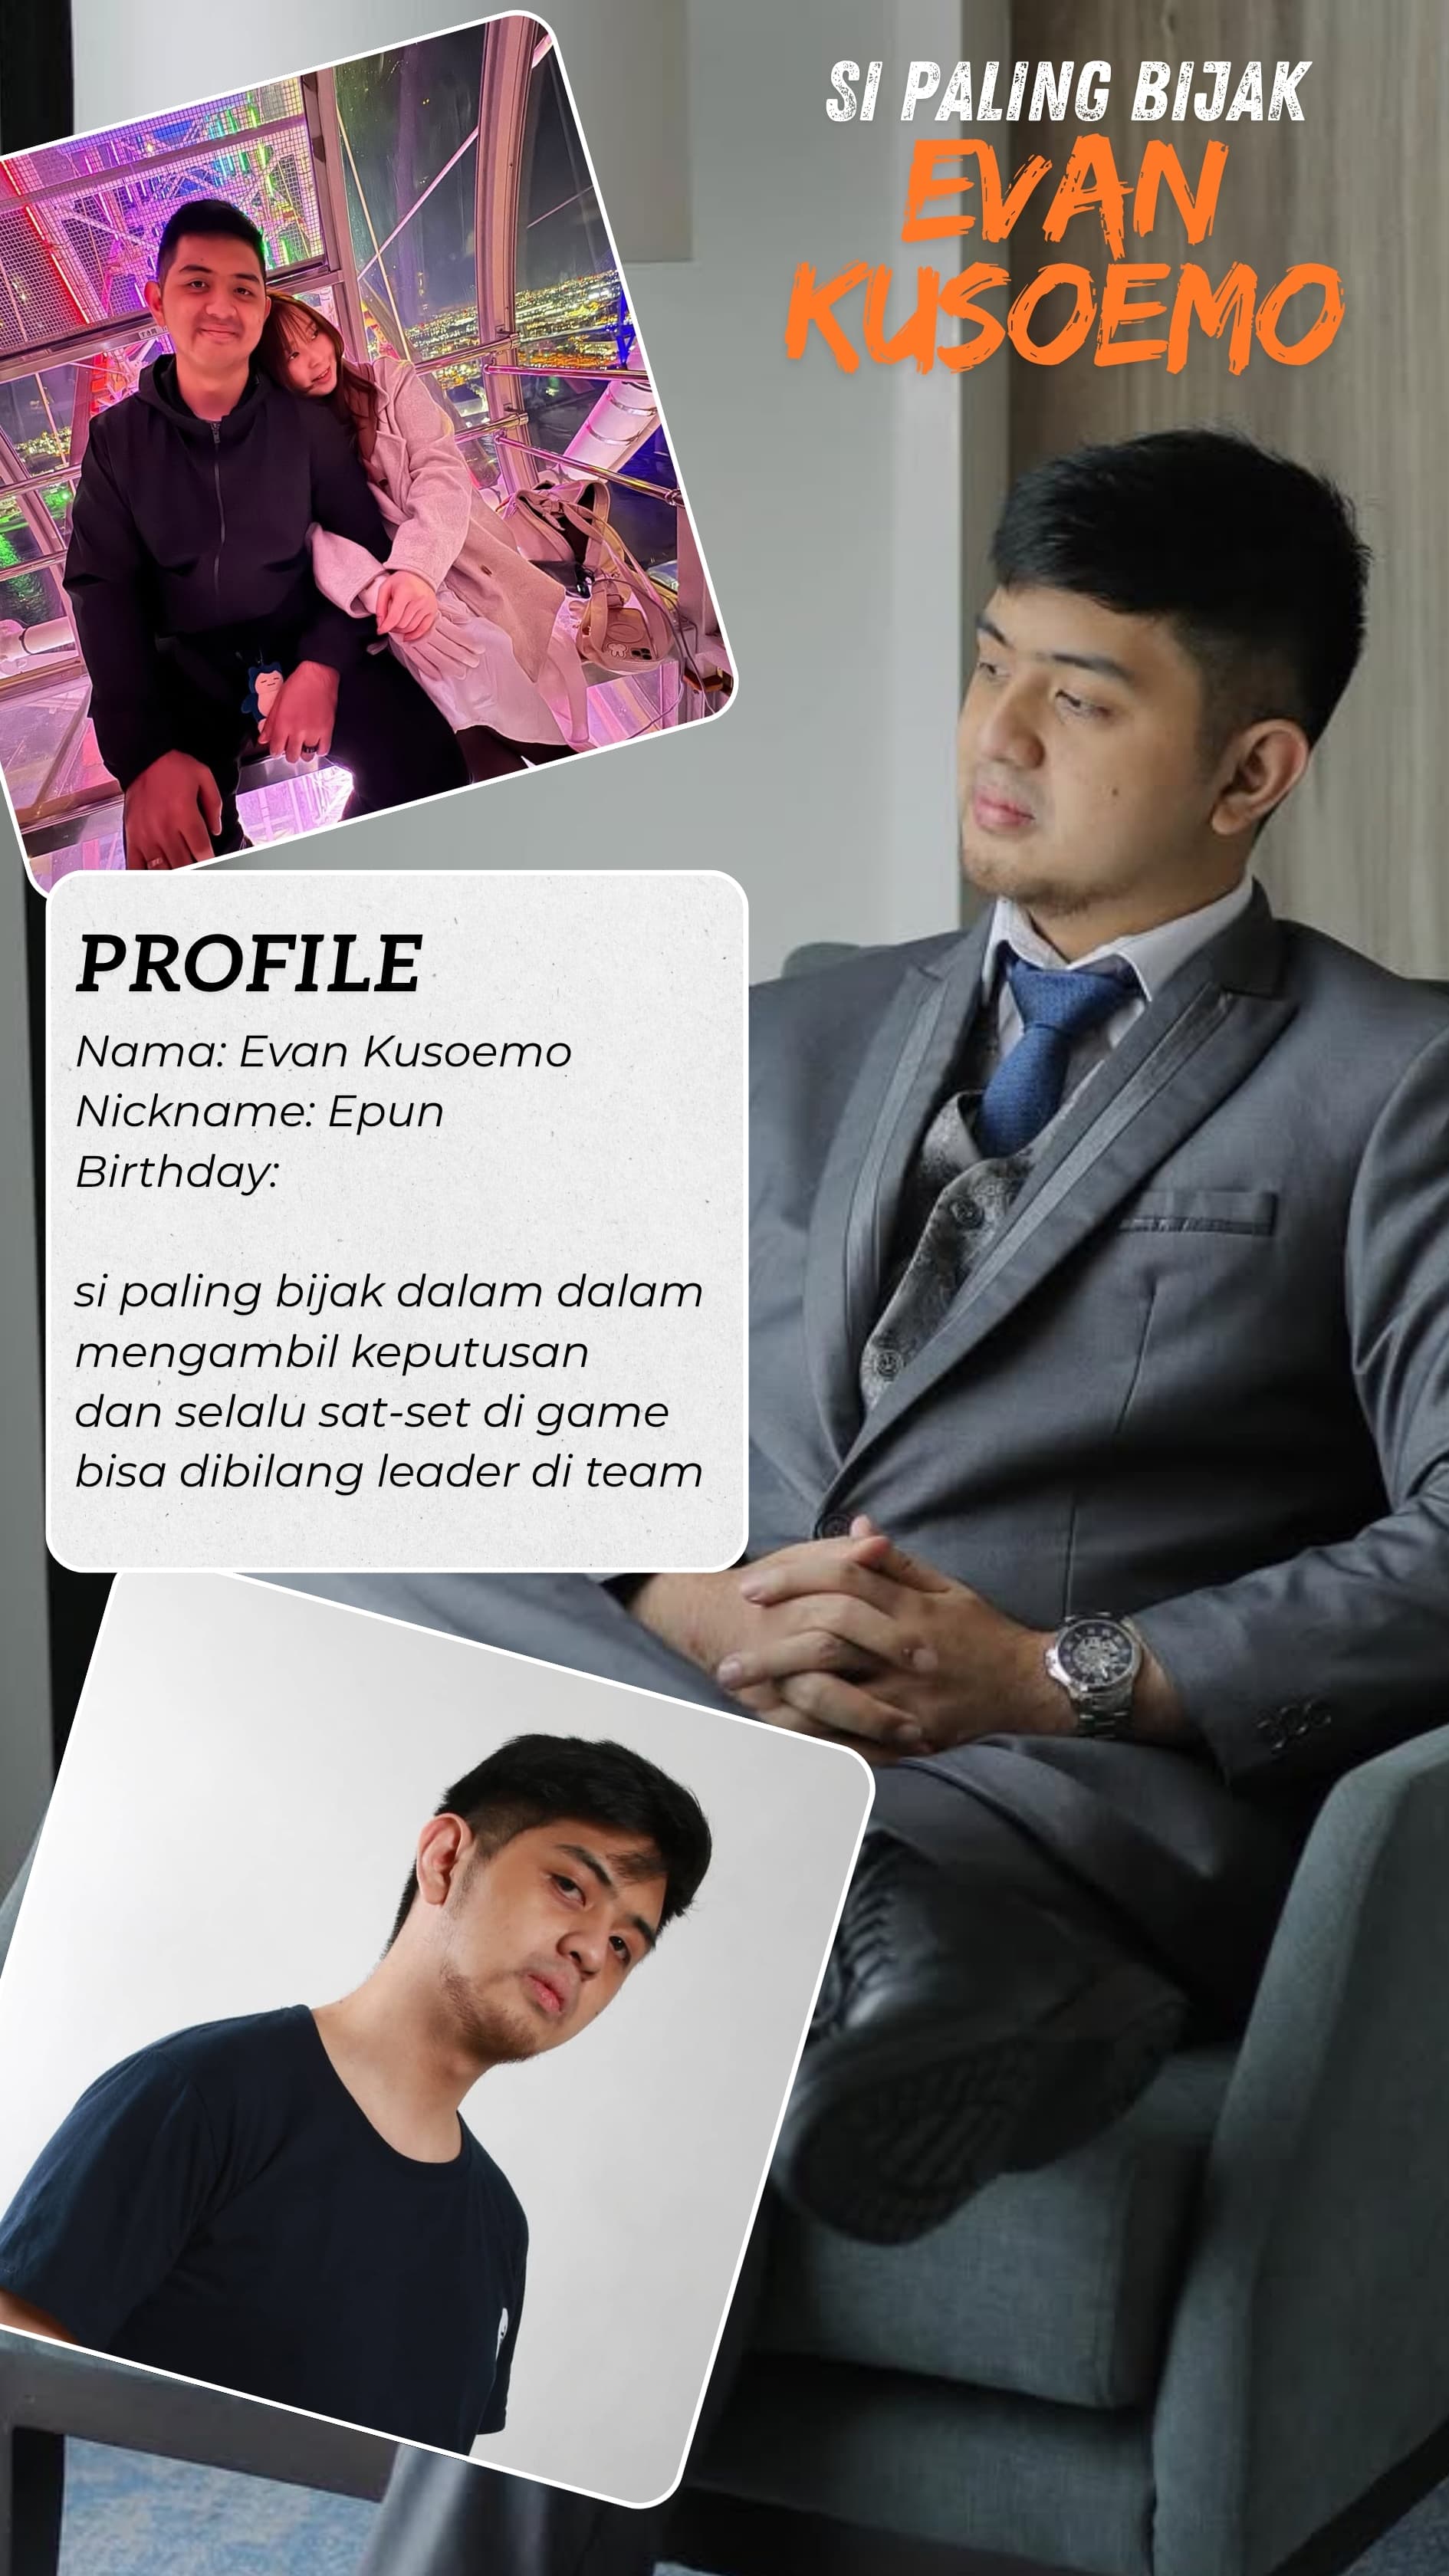 SI PALING BIJAK
EVAN
KUSOEMO
PROFILE
Nama: Evan Kusoemo
Nickname: Epun
Birthday:
si paling bijak dalam dalam
mengambil keputusan
dan selalu sat-set di game
bisa dibilang leader di team